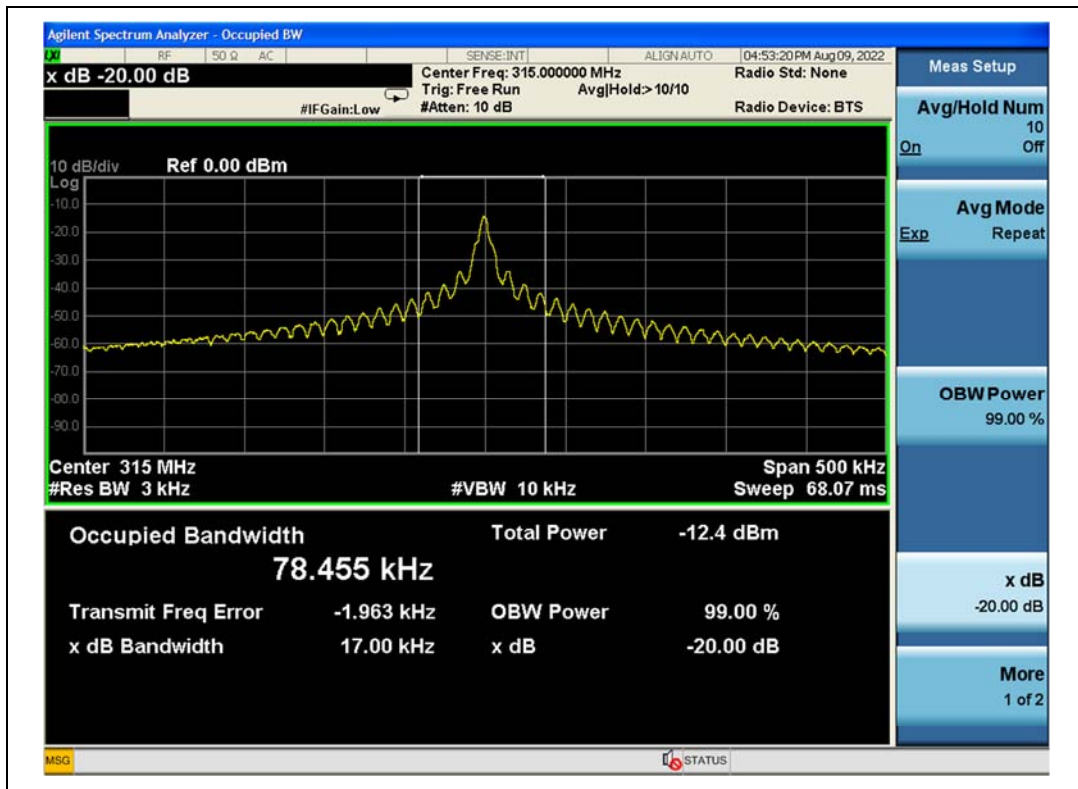 Agilent Spectrum Analyzer - Occupied BW
RF 50 Ω AC SENSE:INT ALIGN AUTO 04:53:20 PM Aug 09, 2022
x dB -20.00 dB
Center Freq: 315.000000 MHz
Radio Std: None
Trig: Free Run Avg|Hold:> 10/10
#IFGain:Low
#Atten: 10 dB
Radio Device: BTS
10 dB/div Ref 0.00 dBm
Log
-10.0
-20.0
-30.0
-40.0
-50.0
-60.0
-70.0
-80.0
-90.0
Center 315 MHz
Span 500 kHz
#Res BW 3 kHz
#VBW 10 kHz
Sweep 68.07 ms
Occupied Bandwidth
78.455 kHz
Total Power -12.4 dBm
Transmit Freq Error -1.963 kHz
OBW Power 99.00 %
x dB Bandwidth 17.00 kHz
x dB -20.00 dB
Meas Setup
Avg/Hold Num
10
On Off
Avg Mode
Exp Repeat
OBW Power
99.00 %
x dB
-20.00 dB
More
1 of 2
MSG
STATUS